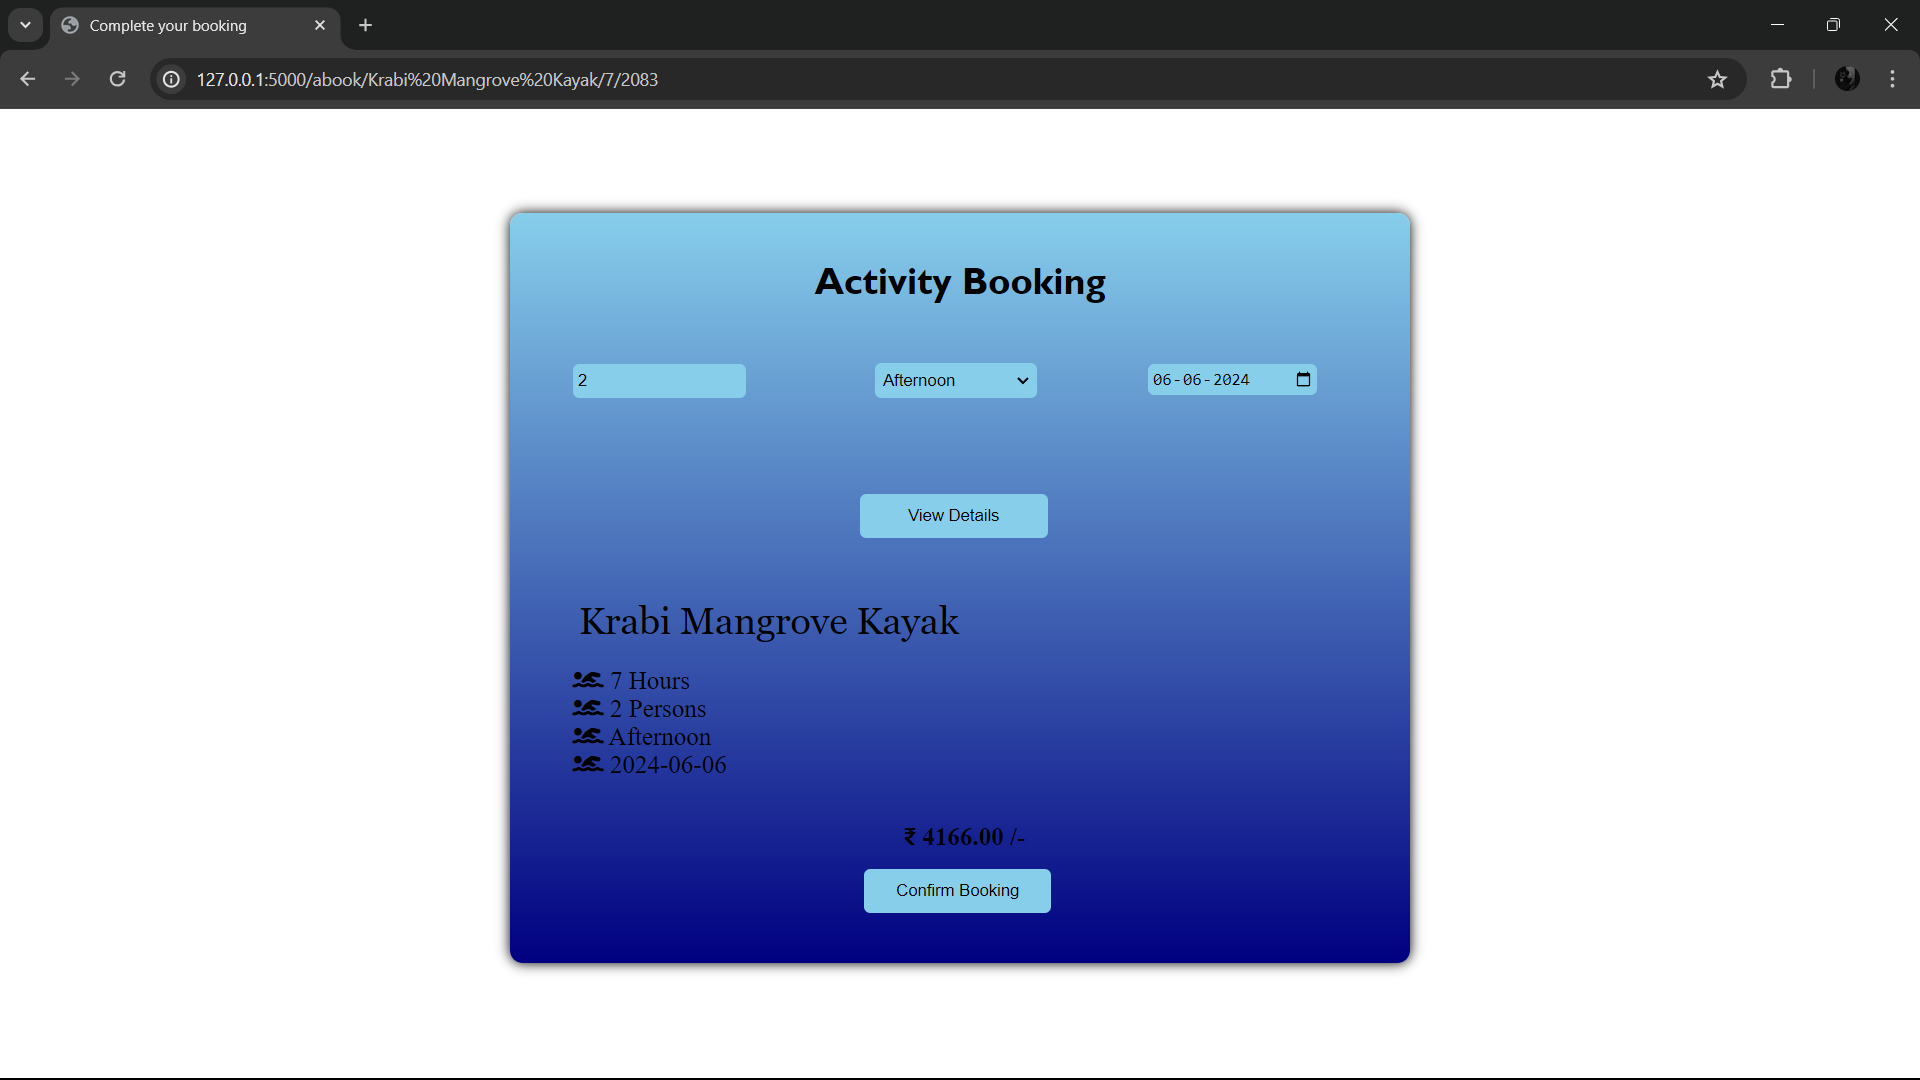 Complete your booking
127.0.0.1:5000/abook/Krabi%20Mangrove%20Kayak/7/2083
Activity Booking
2
Afternoon
06-06-2024
View Details
Krabi Mangrove Kayak
7 Hours
2 Persons
Afternoon
2024-06-06
₹ 4166.00 /-
Confirm Booking